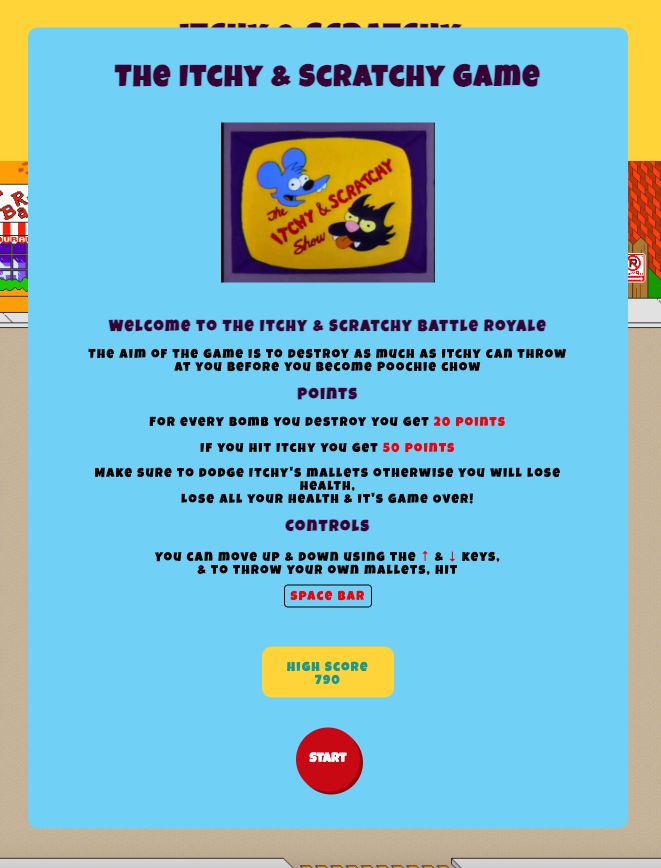 ITCHY & SCRATCHY
The Itchy & Scratchy Game
The
ITCHY & SCRATCHY
Show
Welcome to the Itchy & Scratchy Battle Royale
The aim of the game is to destroy as much as Itchy can throw
at you before you become Poochie chow
Points
For every bomb you destroy you get 20 points
If you hit Itchy you get 50 points
Make sure to dodge Itchy's mallets otherwise you will lose
health,
lose all your health & it's game over!
Controls
You can move up & down using the ↑ & ↓ keys,
& to throw your own mallets, hit
SPACE BAR
High Score
790
START